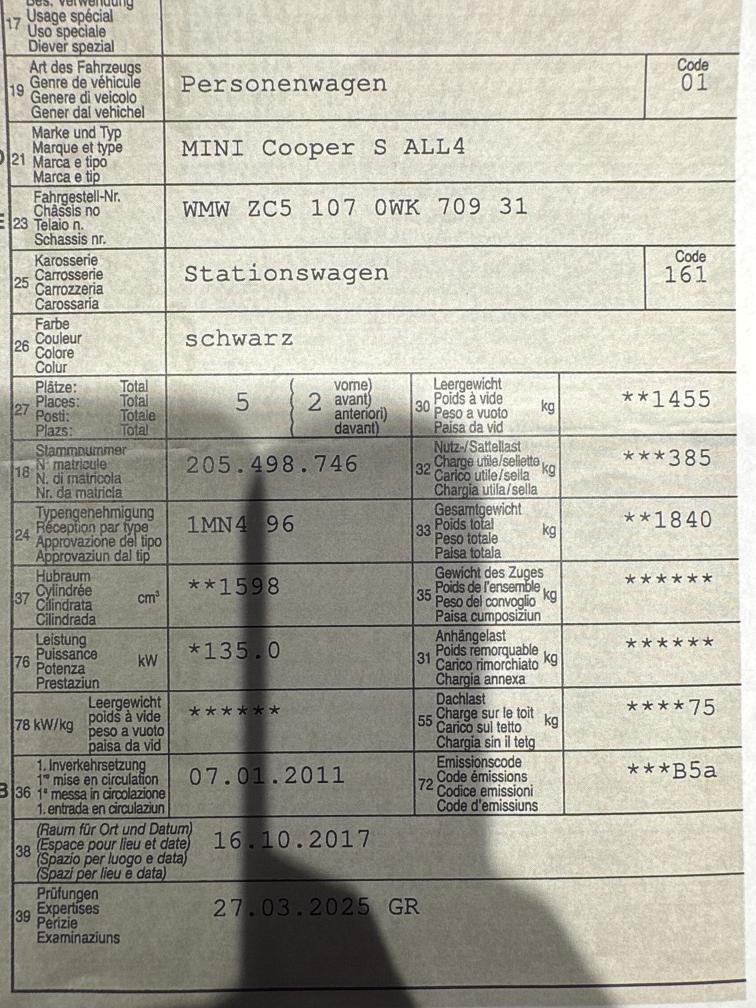 Bes. Verwendung
17 Usage spécial
Uso speciale
Diever spezial
Art des Fahrzeugs
19 Genre de véhicule
Genere di veicolo
Gener dal vehichel
Personenwagen
Code
01
Marke und Typ
21 Marque et type
Marca e tipo
Marca e tip
MINI Cooper S ALL4
Fahrgestell-Nr.
Châssis no
23 Telaio n.
Schassis nr.
WMW ZC5 107 0WK 709 31
Karosserie
25 Carrosserie
Carrozzeria
Carossaria
Stationswagen
Code
161
Farbe
26 Couleur
Colore
Colur
schwarz
Plätze: Total
27 Places: Total
Posti: Totale
Plazs: Total
5 ( 2 vorne)
avant)
anteriori)
davant)
Leergewicht
30 Poids à vide kg
Peso a vuoto
Paisa da vid
**1455
Stammnummer
18 N° matricule
N. di matricola
Nr. da matricla
205.498.746
Nutz-/Sattellast
32 Charge utile/sellette kg
Carico utile/sella
Chargia utila/sella
***385
Typengenehmigung
24 Réception par type
Approvazione del tipo
Approvaziun dal tip
1MN4 96
Gesamtgewicht
33 Poids total kg
Peso totale
Paisa totala
**1840
Hubraum
37 Cylindrée cm³
Cilindrata
Cilindrada
**1598
Gewicht des Zuges
35 Poids de l'ensemble kg
Peso del convoglio
Paisa cumposiziun
******
Leistung
76 Puissance kW
Potenza
Prestaziun
*135.0
Anhängelast
31 Poids remorquable kg
Carico rimorchiato
Chargia annexa
******
Leergewicht
78 kW/kg poids à vide
peso a vuoto
paisa da vid
******
Dachlast
55 Charge sur le toit kg
Carico sul tetto
Chargia sin il tetg
****75
1. Inverkehrsetzung
B 36 1re mise en circulation
1a messa in circolazione
1. entrada en circulaziun
07.01.2011
Emissionscode
72 Code émissions
Codice emissioni
Code d'emissiuns
***B5a
(Raum für Ort und Datum)
38 (Espace pour lieu et date)
(Spazio per luogo e data)
(Spazi per lieu e data)
16.10.2017
Prüfungen
39 Expertises
Perizie
Examinaziuns
27.03.2025 GR